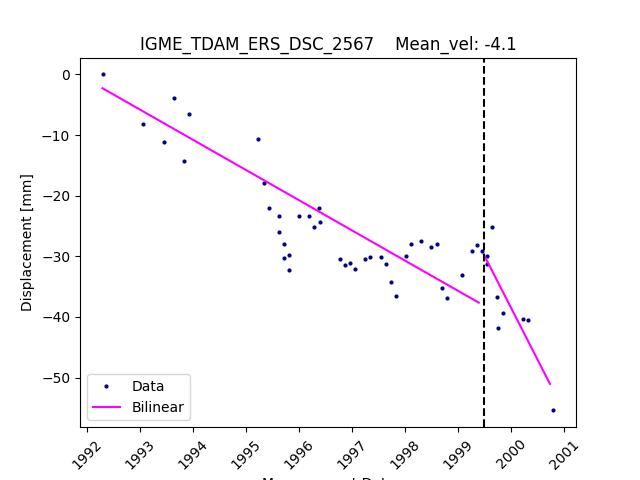 IGME_TDAM_ERS_DSC_2567    Mean_vel: -4.1
Displacement [mm]
0
−10
−20
−30
−40
−50
Data
Bilinear
1992 1993 1994 1995 1996 1997 1998 1999 2000 2001